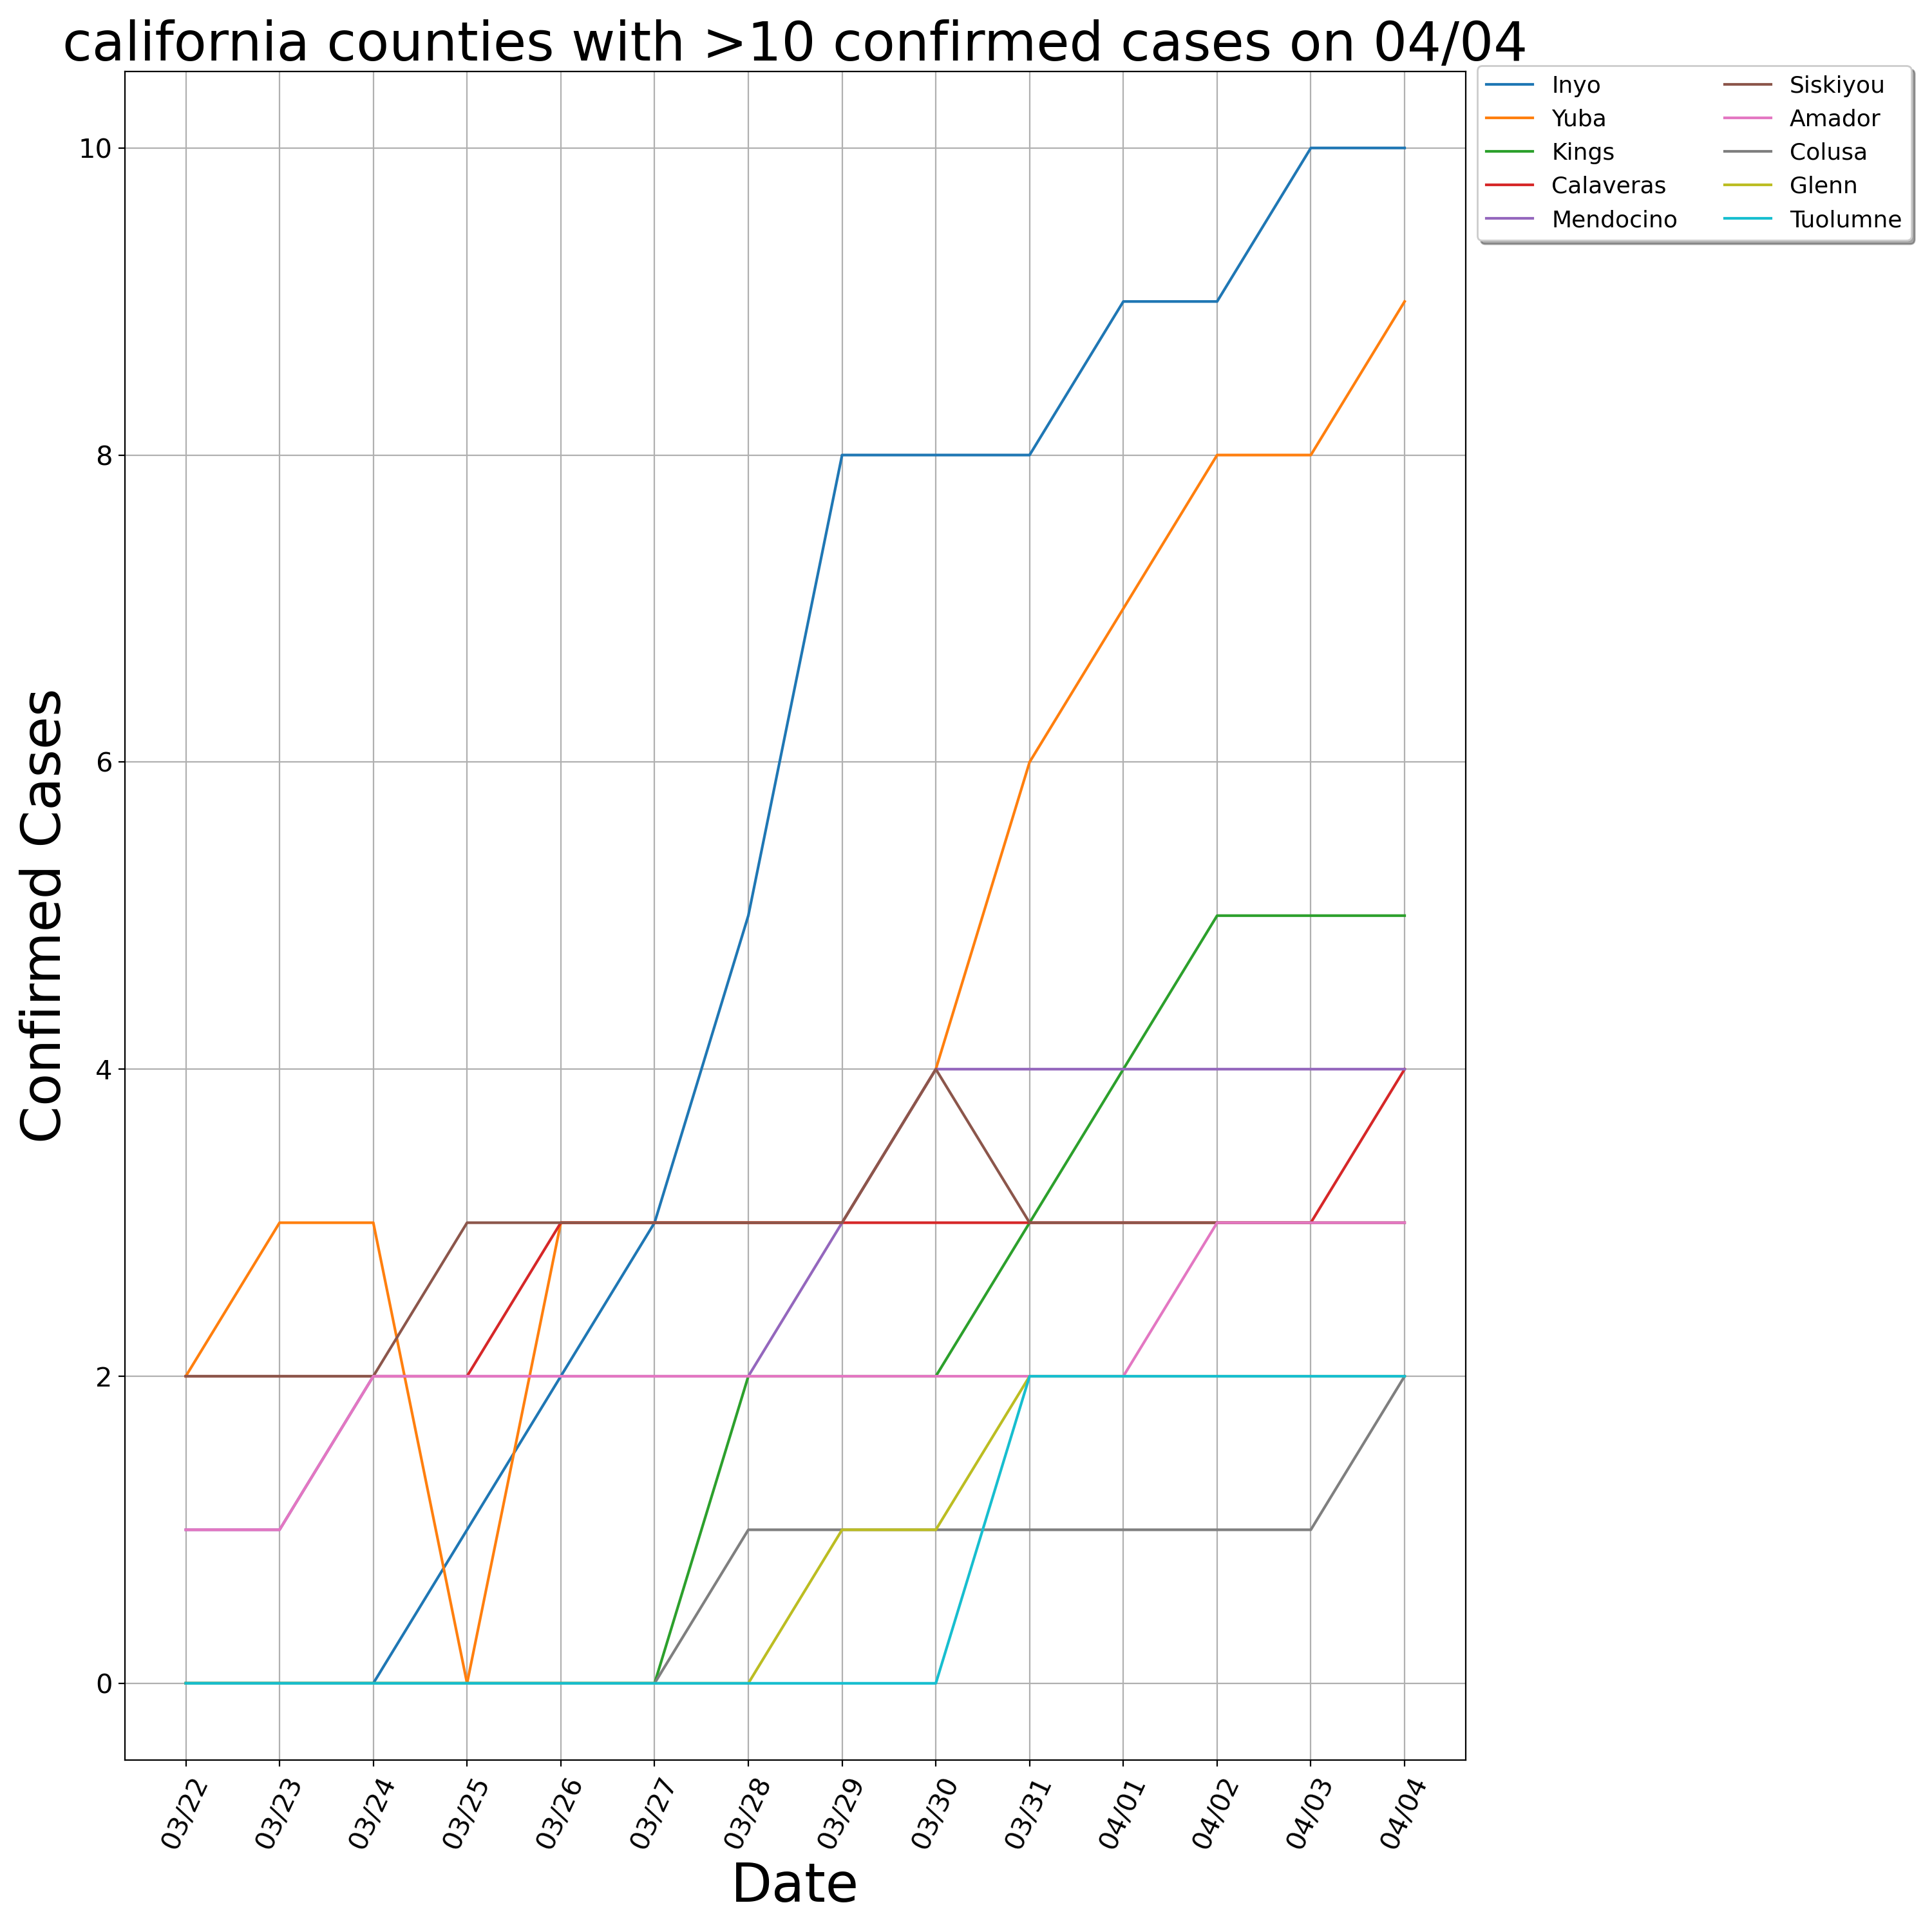 california counties with >10 confirmed cases on 04/04
Inyo
Yuba
Kings
Calaveras
Mendocino
Siskiyou
Amador
Colusa
Glenn
Tuolumne
Confirmed Cases
10
8
6
4
2
0
03/22
03/23
03/24
03/25
03/26
03/27
03/28
03/29
03/30
03/31
04/01
04/02
04/03
04/04
Date